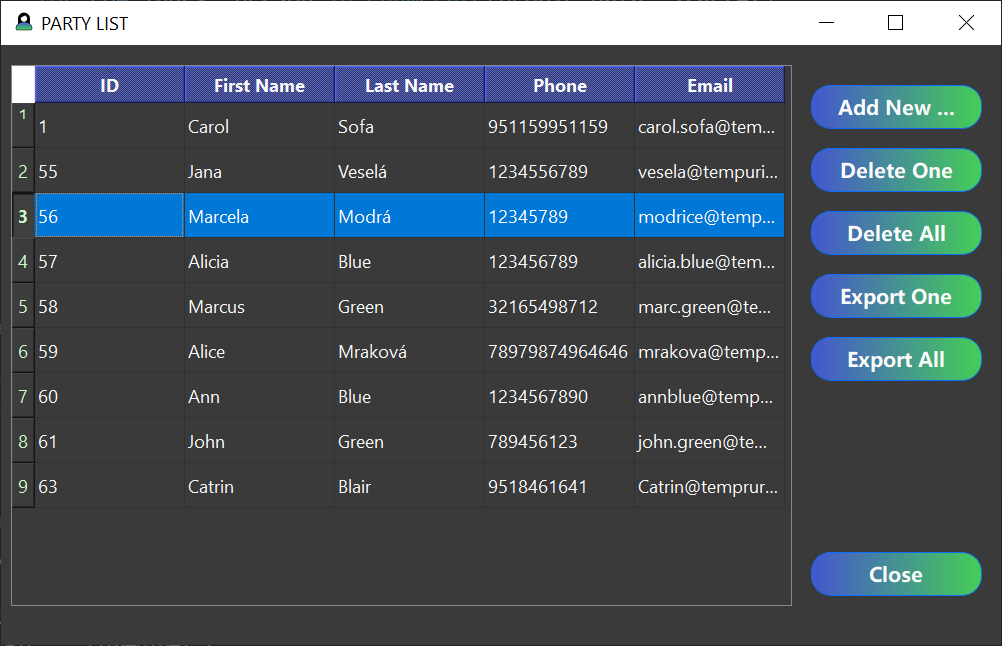 PARTY LIST
ID First Name Last Name Phone Email
1 1 Carol Sofa 951159951159 carol.sofa@tem...
2 55 Jana Veselá 1234556789 vesela@tempuri...
3 56 Marcela Modrá 12345789 modrice@temp...
4 57 Alicia Blue 123456789 alicia.blue@tem...
5 58 Marcus Green 32165498712 marc.green@te...
6 59 Alice Mraková 78979874964646 mrakova@temp...
7 60 Ann Blue 1234567890 annblue@temp...
8 61 John Green 789456123 john.green@te...
9 63 Catrin Blair 9518461641 Catrin@temprur...
Add New ...
Delete One
Delete All
Export One
Export All
Close